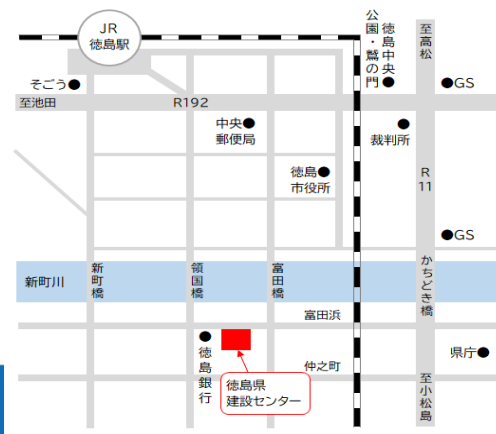 JR
徳島駅
そごう
至池田
R192
中央
郵便局
徳島
市役所
徳島中央
公園・鷲の門
至高松
GS
裁判所
R
11
GS
新町川
新町橋
領国橋
富田橋
かちどき橋
富田浜
徳島銀行
仲之町
県庁
徳島県
建設センター
至小松島